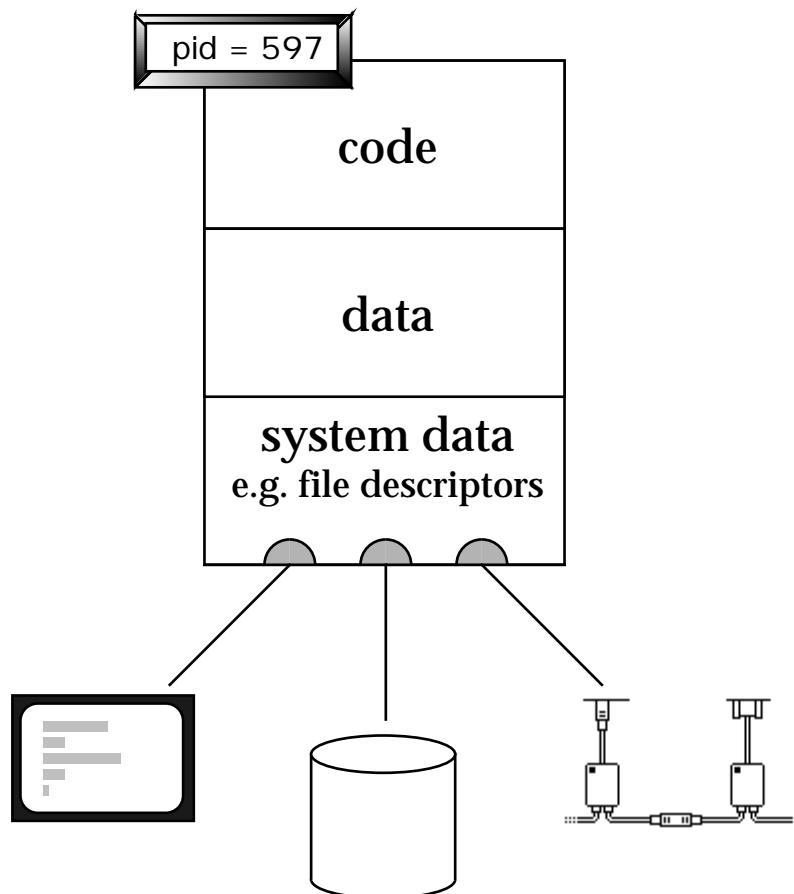 pid = 597
code
data
system data
e.g. file descriptors